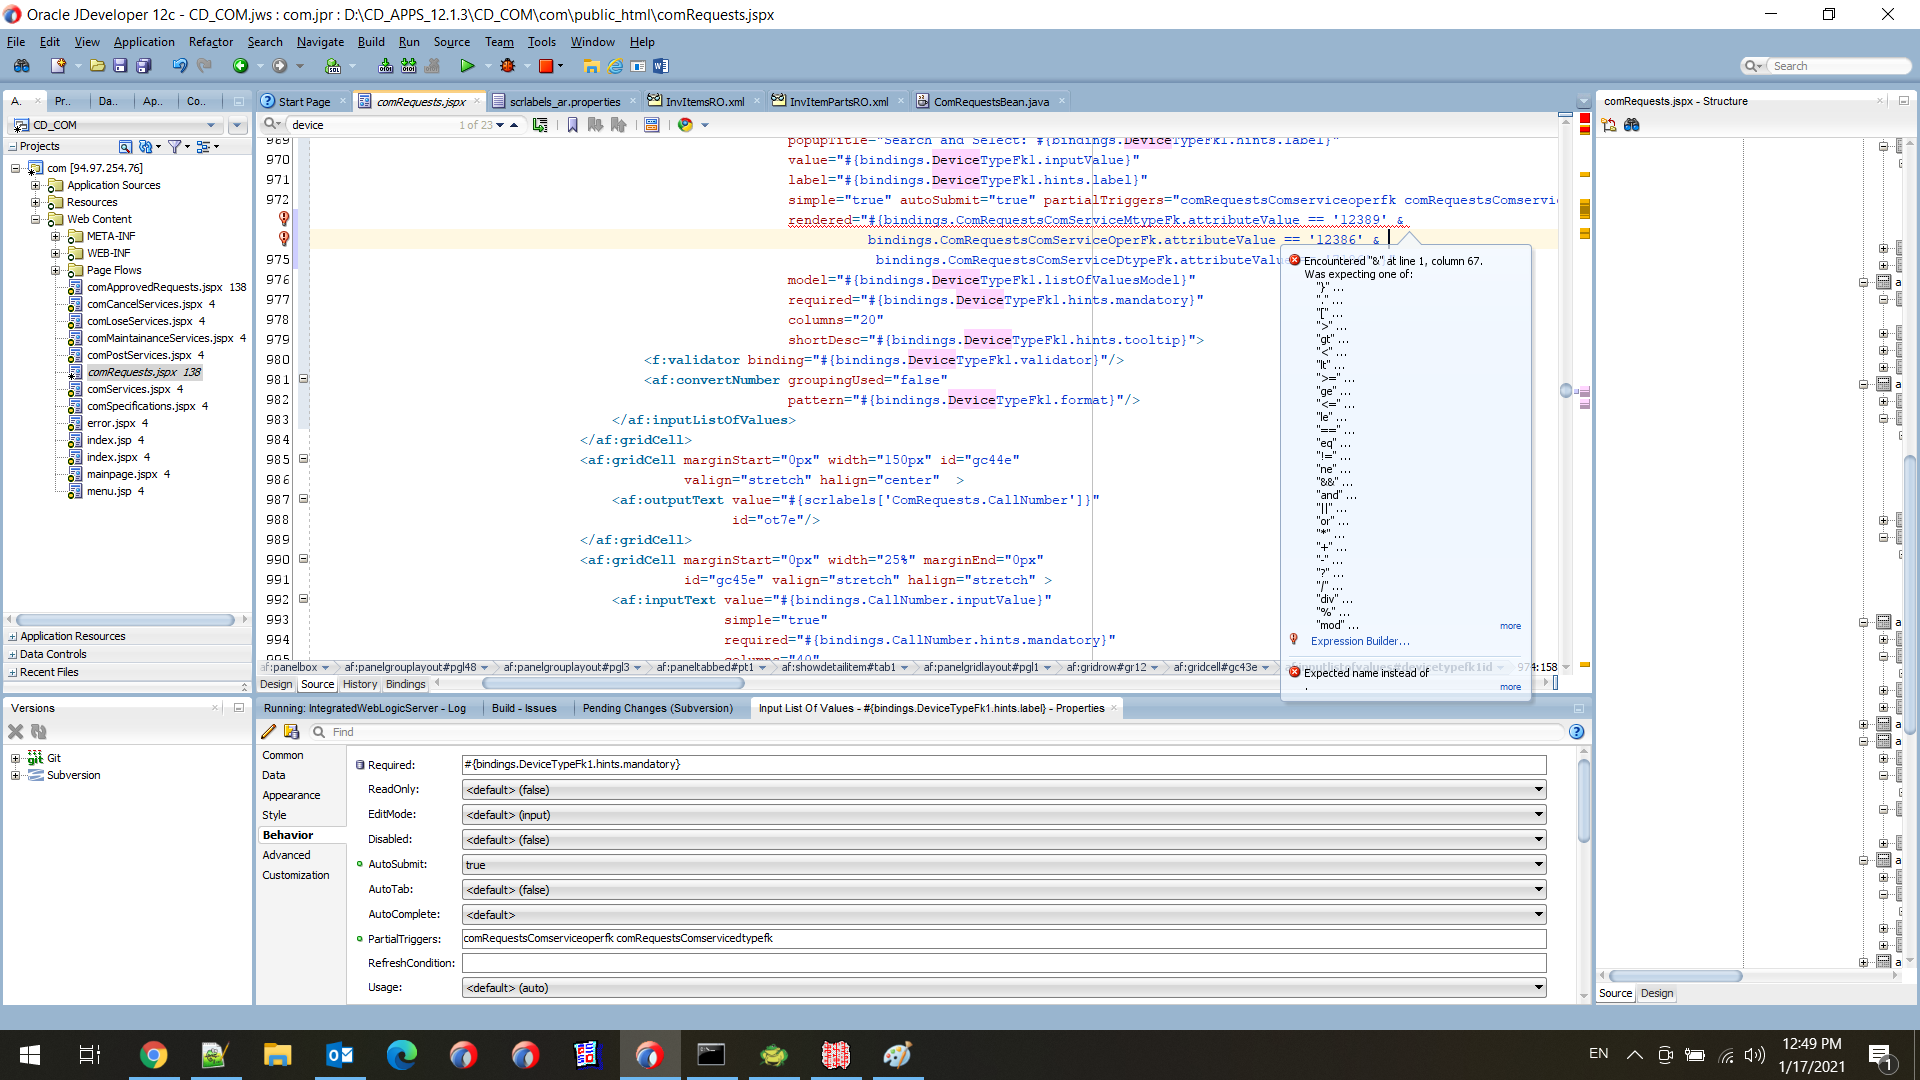 Oracle JDeveloper 12c - CD_COM.jws : com.jpr : D:\CD_APPS_12.1.3\CD_COM\com\public_html\comRequests.jspx
File Edit View Application Refactor Search Navigate Build Run Source Team Tools Window Help
Search
A. Pr... Da... Ap... Co...
Start Page comRequests.jspx scrlabels_ar.properties InvItemsRO.xml InvItemPartsRO.xml ComRequestsBean.java
comRequests.jspx - Structure
CD_COM
device 1 of 23
Projects
com [94.97.254.76]
Application Sources
Resources
Web Content
META-INF
WEB-INF
Page Flows
comApprovedRequests.jspx 138
comCancelServices.jspx 4
comLoseServices.jspx 4
comMaintainanceServices.jspx 4
comPostServices.jspx 4
comRequests.jspx 138
comServices.jspx 4
comSpecifications.jspx 4
error.jspx 4
index.jsp 4
index.jspx 4
mainpage.jspx 4
menu.jsp 4
Application Resources
Data Controls
Recent Files
969 popupTitle="Search and Select: #{bindings.DeviceTypeFk1.hints.label}"
970 value="#{bindings.DeviceTypeFk1.inputValue}"
971 label="#{bindings.DeviceTypeFk1.hints.label}"
972 simple="true" autoSubmit="true" partialTriggers="comRequestsComserviceoperfk comRequestsComservic
rendered="#{bindings.ComRequestsComServiceMtypeFk.attributeValue == '12389' &
bindings.ComRequestsComServiceOperFk.attributeValue == '12386' &
975 bindings.ComRequestsComServiceDtypeFk.attributeValu
976 model="#{bindings.DeviceTypeFk1.listOfValuesModel}"
977 required="#{bindings.DeviceTypeFk1.hints.mandatory}"
978 columns="20"
979 shortDesc="#{bindings.DeviceTypeFk1.hints.tooltip}">
980 <f:validator binding="#{bindings.DeviceTypeFk1.validator}"/>
981 <af:convertNumber groupingUsed="false"
982 pattern="#{bindings.DeviceTypeFk1.format}"/>
983 </af:inputListOfValues>
984 </af:gridCell>
985 <af:gridCell marginStart="0px" width="150px" id="gc44e"
986 valign="stretch" halign="center" >
987 <af:outputText value="#{scrlabels['ComRequests.CallNumber']}"
988 id="ot7e"/>
989 </af:gridCell>
990 <af:gridCell marginStart="0px" width="25%" marginEnd="0px"
991 id="gc45e" valign="stretch" halign="stretch" >
992 <af:inputText value="#{bindings.CallNumber.inputValue}"
993 simple="true"
994 required="#{bindings.CallNumber.hints.mandatory}"
995 columns="40"
Encountered "&" at line 1, column 67.
Was expecting one of:
"}" ...
"." ...
"[" ...
">" ...
"gt" ...
"<" ...
"lt" ...
">=" ...
"ge" ...
"<=" ...
"le" ...
"==" ...
"eq" ...
"!=" ...
"ne" ...
"&&" ...
"and" ...
"||" ...
"or" ...
"*" ...
"+" ...
"-" ...
"?" ...
"/" ...
"div" ...
"%" ...
"mod" ...
more
Expression Builder...
Expected name instead of
.
more
af:panelbox af:panelgrouplayout#pgl48 af:panelgrouplayout#pgl3 af:paneltabbed#pt1 af:showdetailitem#tab1 af:panelgridlayout#pgl1 af:gridrow#gr12 af:gridcell#gc43e af:inputlistofvalues#devicetypefk1id 974:158
Design Source History Bindings
Versions
Git
Subversion
Running: IntegratedWebLogicServer - Log Build - Issues Pending Changes (Subversion) Input List Of Values - #{bindings.DeviceTypeFk1.hints.label} - Properties
Find
Common
Data
Appearance
Style
Behavior
Advanced
Customization
Required: #{bindings.DeviceTypeFk1.hints.mandatory}
ReadOnly: <default> (false)
EditMode: <default> (input)
Disabled: <default> (false)
AutoSubmit: true
AutoTab: <default> (false)
AutoComplete: <default>
PartialTriggers: comRequestsComserviceoperfk comRequestsComservicedtypefk
RefreshCondition:
Usage: <default> (auto)
Source Design
EN
12:49 PM
1/17/2021
1